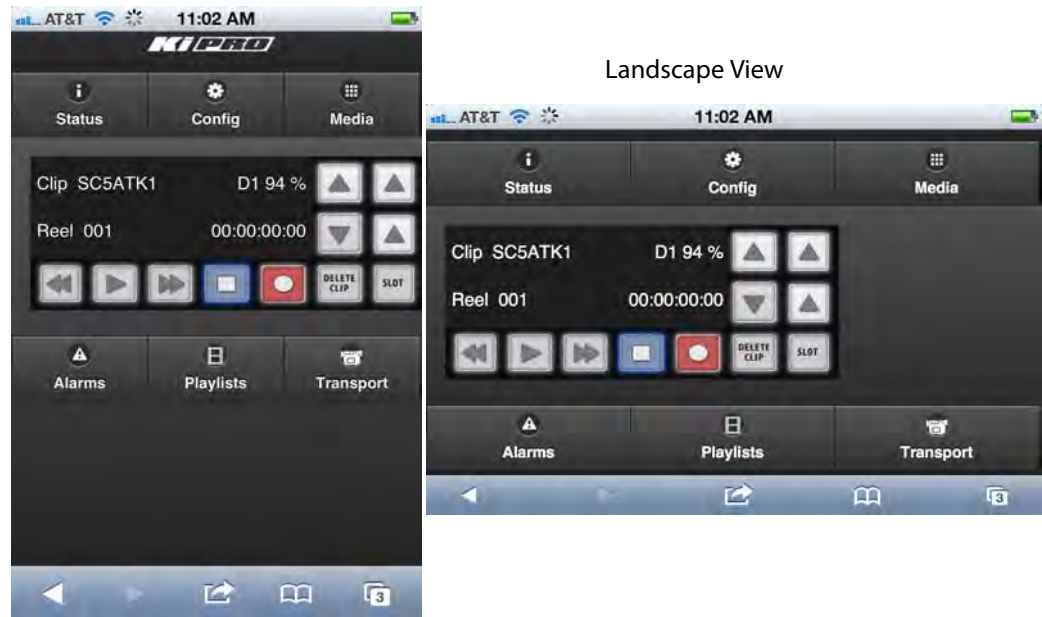 AT&T 11:02 AM
Ki PRO
Status Config Media
Clip SC5ATK1 D1 94 %
Reel 001 00:00:00:00
DELETE CLIP SLOT
Alarms Playlists Transport
3
Landscape View
AT&T 11:02 AM
Status Config Media
Clip SC5ATK1 D1 94 %
Reel 001 00:00:00:00
DELETE CLIP SLOT
Alarms Playlists Transport
3